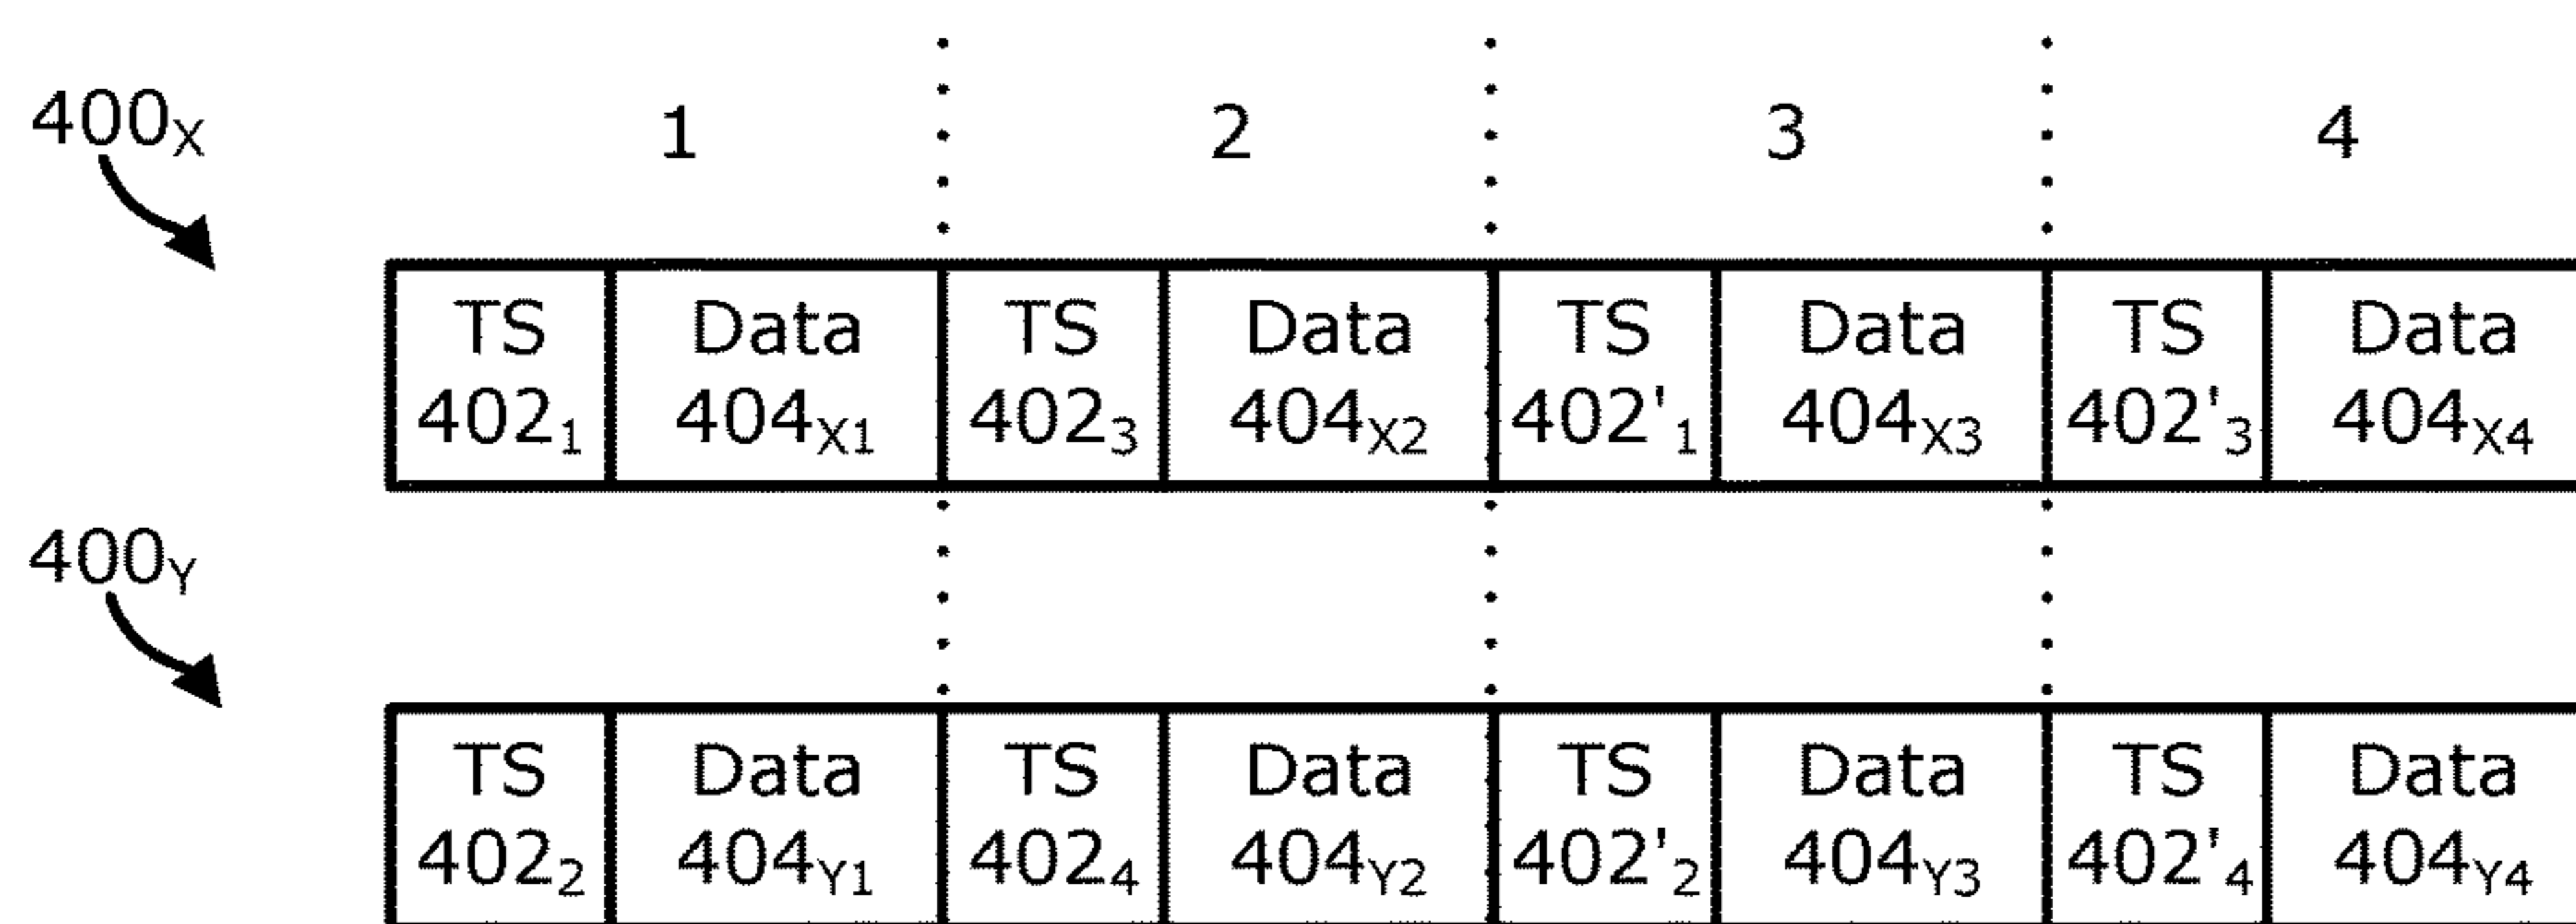 400X 1 2 3 4
TS Data TS Data TS Data TS Data
402₁ 404X1 402₃ 404X2 402'₁ 404X3 402'₃ 404X4
400Y
TS Data TS Data TS Data TS Data
402₂ 404Y1 402₄ 404Y2 402'₂ 404Y3 402'₄ 404Y4